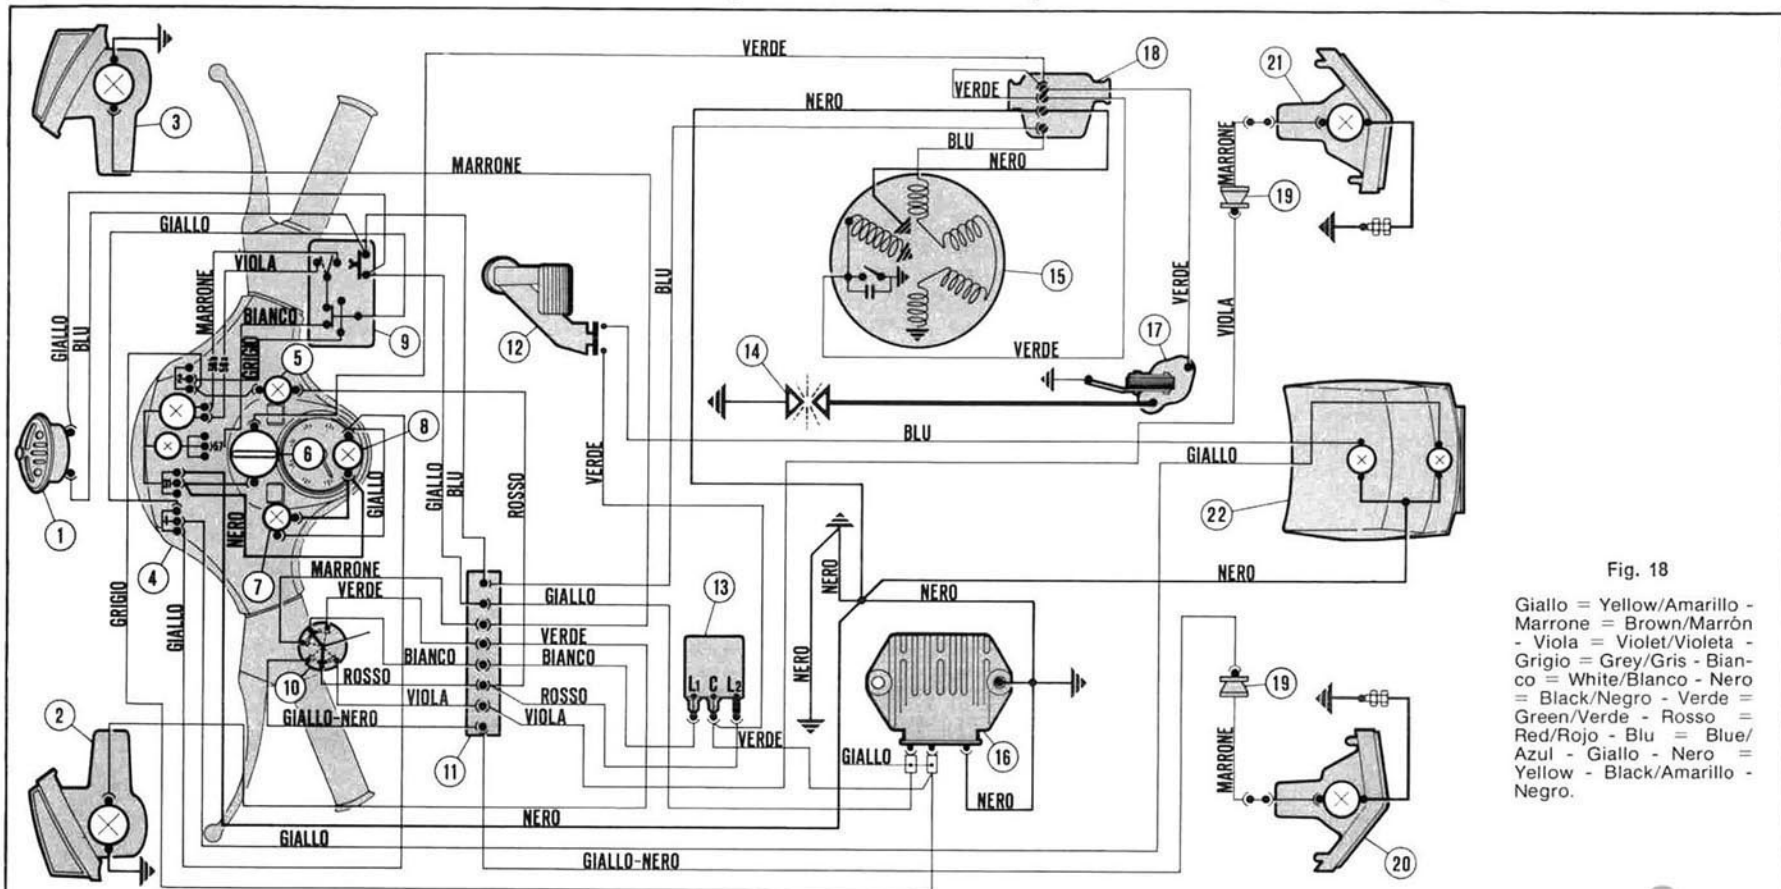 VERDE
18
21
3
VERDE
NERO
MARRONE
BLU
NERO
MARRONE
19
GIALLO
VIOLA
MARRONE
BLU
15
VERDE
VIOLA
GIALLO
BLU
BIANCO
9
12
VERDE
17
14
GRIGIO
5
8
6
BLU
GIALLO
57
1
VERDE
GIALLO
BLU
ROSSO
GIALLO
NERO
22
4
7
MARRONE
VERDE
GIALLO
13
NERO
NERO
NERO
GRIGIO
GIALLO
VERDE
BIANCO
BIANCO
ROSSO
ROSSO
VIOLA
VIOLA
GIALLO-NERO
10
L1 C L2
NERO
19
2
11
VERDE
GIALLO
16
MARRONE
NERO
NERO
GIALLO
GIALLO-NERO
20
Fig. 18
Giallo = Yellow/Amarillo -
Marrone = Brown/Marrón
- Viola = Violet/Violeta -
Grigio = Grey/Gris - Bian-
co = White/Blanco - Nero
= Black/Negro - Verde =
Green/Verde - Rosso =
Red/Rojo - Blu = Blue/
Azul - Giallo - Nero =
Yellow - Black/Amarillo -
Negro.